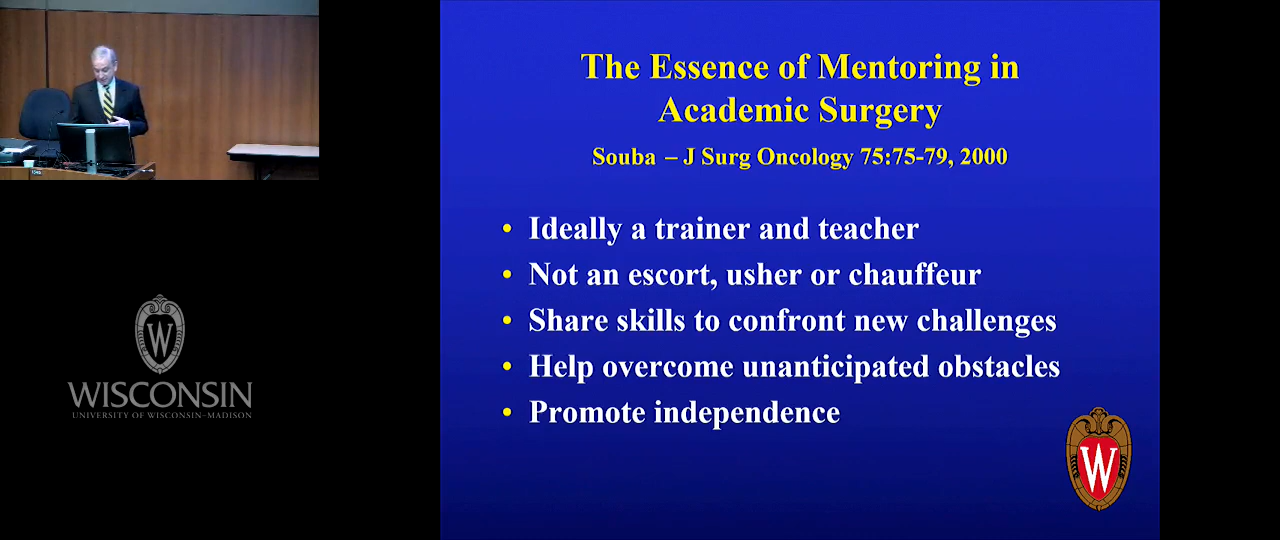 The Essence of Mentoring in
Academic Surgery
Souba – J Surg Oncology 75:75-79, 2000
• Ideally a trainer and teacher
• Not an escort, usher or chauffeur
• Share skills to confront new challenges
• Help overcome unanticipated obstacles
• Promote independence
W
W
WISCONSIN
UNIVERSITY OF WISCONSIN–MADISON